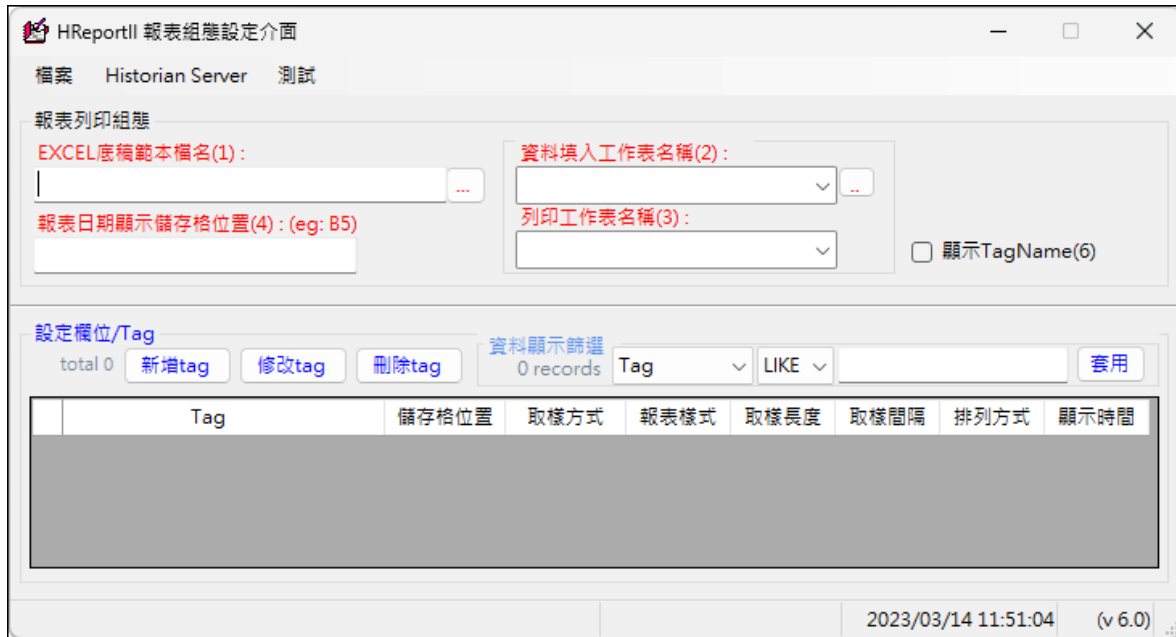 HReportII 報表組態設定介面
檔案 Historian Server 測試
報表列印組態
EXCEL底稿範本檔名(1) :
...
資料填入工作表名稱(2) :
..
報表日期顯示儲存格位置(4) : (eg: B5)
列印工作表名稱(3) :
顯示TagName(6)
設定欄位/Tag
total 0 新增tag 修改tag 刪除tag
資料顯示篩選
0 records Tag LIKE 套用
Tag 儲存格位置 取樣方式 報表樣式 取樣長度 取樣間隔 排列方式 顯示時間
2023/03/14 11:51:04 (v 6.0)